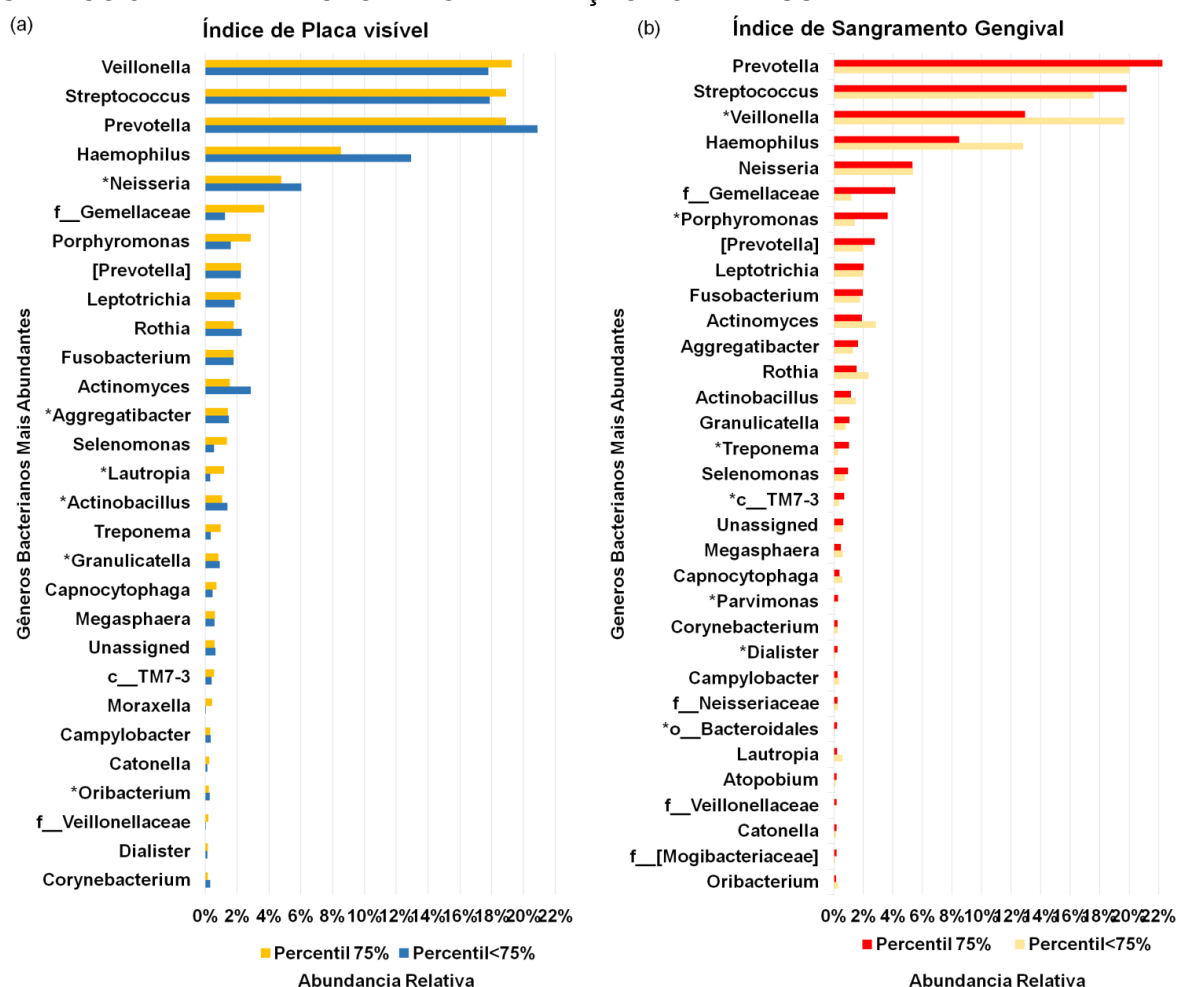 (a)
Índice de Placa visível
Gêneros Bacterianos Mais Abundantes
Veillonella
Streptococcus
Prevotella
Haemophilus
*Neisseria
f__Gemellaceae
Porphyromonas
[Prevotella]
Leptotrichia
Rothia
Fusobacterium
Actinomyces
*Aggregatibacter
Selenomonas
*Lautropia
*Actinobacillus
Treponema
*Granulicatella
Capnocytophaga
Megasphaera
Unassigned
c__TM7-3
Moraxella
Campylobacter
Catonella
*Oribacterium
f__Veillonellaceae
Dialister
Corynebacterium
0% 2% 4% 6% 8% 10% 12% 14% 16% 18% 20% 22%
Percentil 75% Percentil<75%
Abundancia Relativa
(b)
Índice de Sangramento Gengival
Generos Bacterianos Mais Abundantes
Prevotella
Streptococcus
*Veillonella
Haemophilus
Neisseria
f__Gemellaceae
*Porphyromonas
[Prevotella]
Leptotrichia
Fusobacterium
Actinomyces
Aggregatibacter
Rothia
Actinobacillus
Granulicatella
*Treponema
Selenomonas
*c__TM7-3
Unassigned
Megasphaera
Capnocytophaga
*Parvimonas
Corynebacterium
*Dialister
Campylobacter
f__Neisseriaceae
*o__Bacteroidales
Lautropia
Atopobium
f__Veillonellaceae
Catonella
f__[Mogibacteriaceae]
Oribacterium
0% 2% 4% 6% 8% 10% 12% 14% 16% 18% 20% 22%
Percentil 75% Percentil<75%
Abundancia Relativa